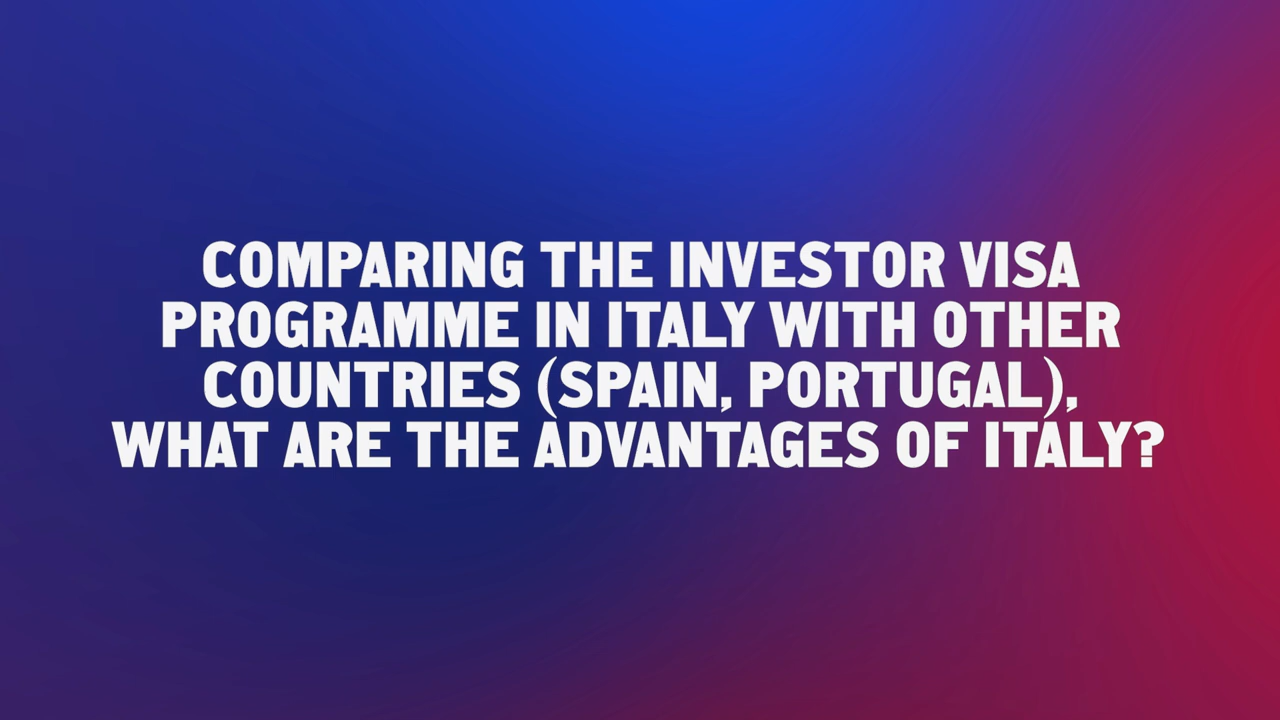 COMPARING THE INVESTOR VISA
PROGRAMME IN ITALY WITH OTHER
COUNTRIES (SPAIN, PORTUGAL),
WHAT ARE THE ADVANTAGES OF ITALY?